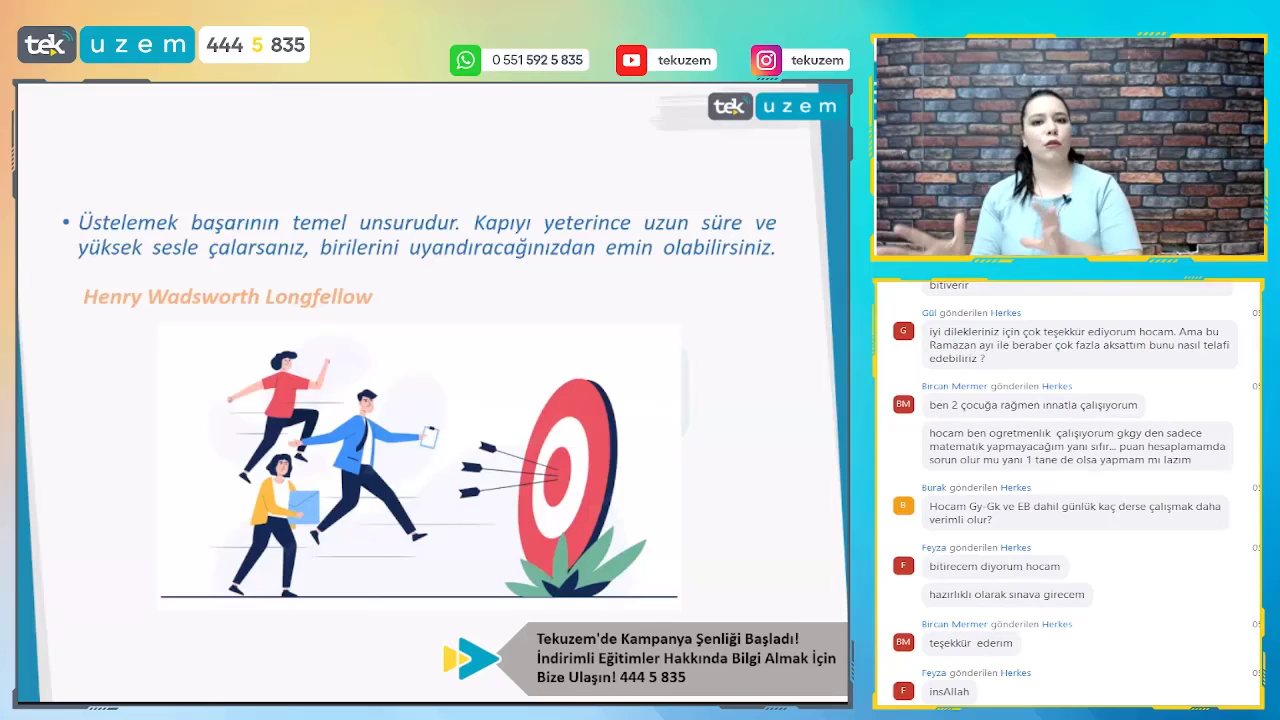 tek uzem 444 5 835
0 551 592 5 835
tekuzem
tekuzem
tek uzem
• Üstelemek başarının temel unsurudur. Kapıyı yeterince uzun süre ve
yüksek sesle çalarsanız, birilerini uyandıracağınızdan emin olabilirsiniz.
Henry Wadsworth Longfellow
Tekuzem'de Kampanya Şenliği Başladı!
İndirimli Eğitimler Hakkında Bilgi Almak İçin
Bize Ulaşın! 444 5 835
bitiverir
Gül gönderilen Herkes
G
iyi dilekleriniz için çok teşekkür ediyorum hocam. Ama bu
Ramazan ayı ile beraber çok fazla aksattım bunu nasıl telafi
edebiliriz ?
Bircan Mermer gönderilen Herkes
BM
ben 2 çocuğa rağmen ınnatla çalışıyorum
hocam ben ogretmenlık çalışıyorum gkgy den sadece
matematik yapmayacağım yanı sıfır... puan hesaplamamda
sorun olur mu yanı 1 tane de olsa yapmam mı lazım
Burak gönderilen Herkes
B
Hocam Gy-Gk ve EB dahil günlük kaç derse çalışmak daha
verimli olur?
Feyza gönderilen Herkes
F
bitirecem diyorum hocam
hazırlıklı olarak sınava girecem
Bircan Mermer gönderilen Herkes
BM
teşekkür ederım
Feyza gönderilen Herkes
F
insAllah